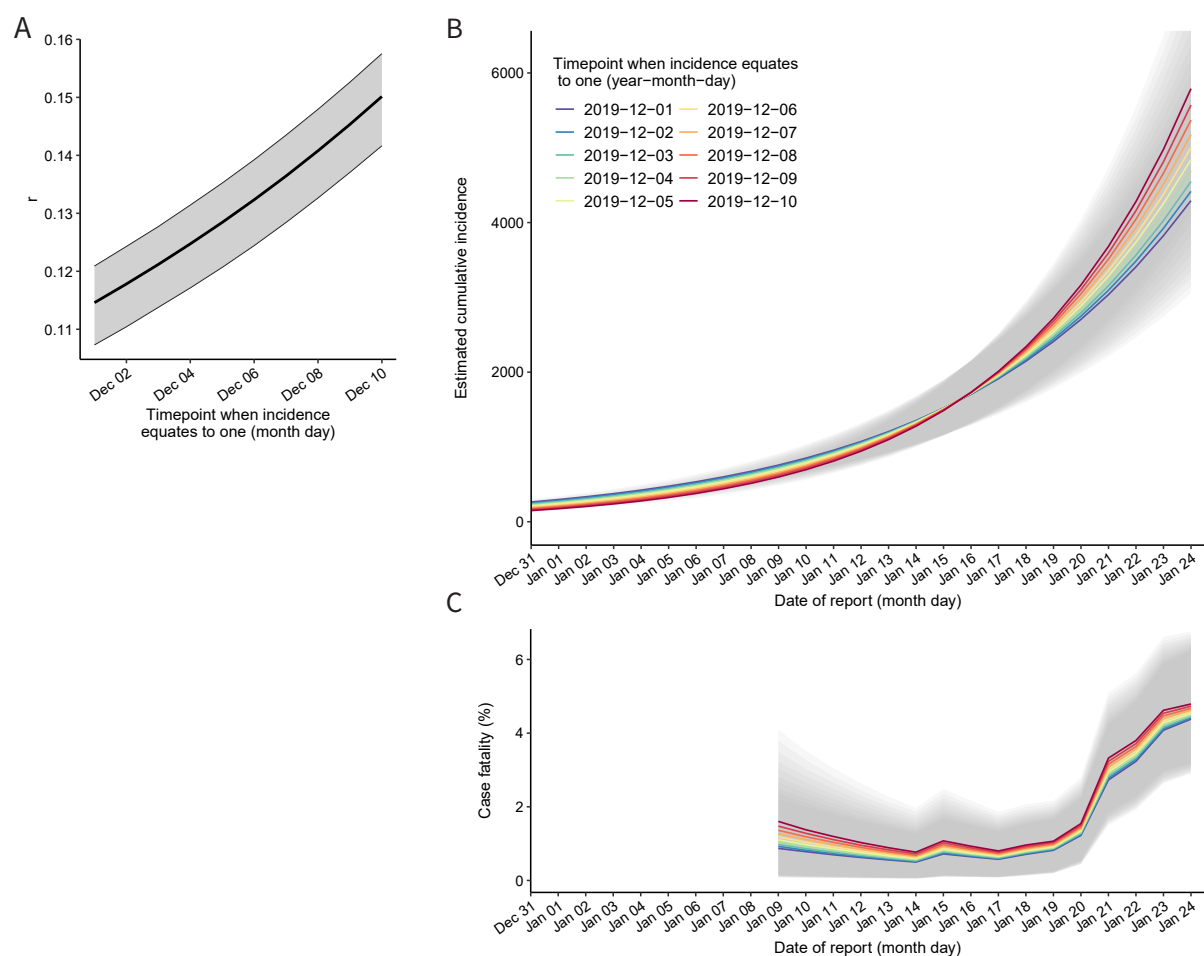 A
r
0.16
0.15
0.14
0.13
0.12
0.11
Dec 02
Dec 04
Dec 06
Dec 08
Dec 10
Timepoint when incidence
equates to one (month day)
B
Estimated cumulative incidence
6000
4000
2000
0
Timepoint when incidence equates
to one (year−month−day)
2019−12−01 2019−12−06
2019−12−02 2019−12−07
2019−12−03 2019−12−08
2019−12−04 2019−12−09
2019−12−05 2019−12−10
Dec 31
Jan 01
Jan 02
Jan 03
Jan 04
Jan 05
Jan 06
Jan 07
Jan 08
Jan 09
Jan 10
Jan 11
Jan 12
Jan 13
Jan 14
Jan 15
Jan 16
Jan 17
Jan 18
Jan 19
Jan 20
Jan 21
Jan 22
Jan 23
Jan 24
Date of report (month day)
C
Case fatality (%)
6
4
2
0
Dec 31
Jan 01
Jan 02
Jan 03
Jan 04
Jan 05
Jan 06
Jan 07
Jan 08
Jan 09
Jan 10
Jan 11
Jan 12
Jan 13
Jan 14
Jan 15
Jan 16
Jan 17
Jan 18
Jan 19
Jan 20
Jan 21
Jan 22
Jan 23
Jan 24
Date of report (month day)